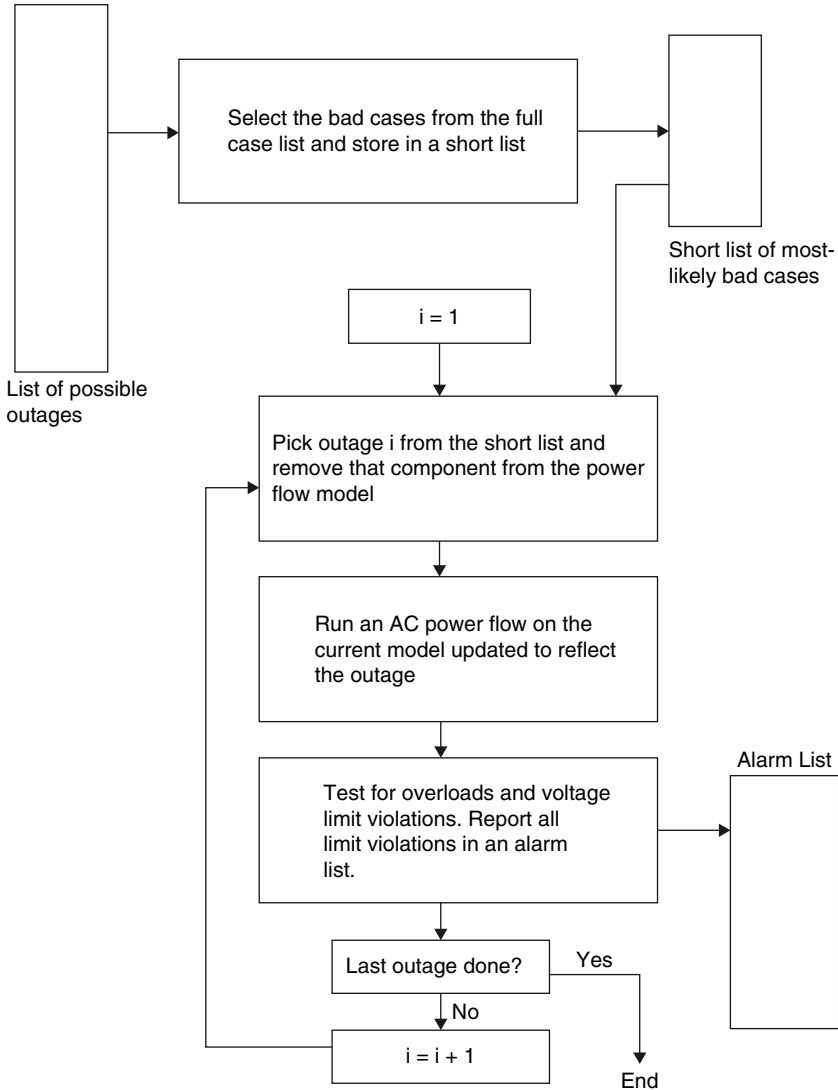 Select the bad cases from the full
case list and store in a short list
Short list of most-
likely bad cases
i = 1
List of possible
outages
Pick outage i from the short list and
remove that component from the power
flow model
Run an AC power flow on the
current model updated to reflect
the outage
Alarm List
Test for overloads and voltage
limit violations. Report all
limit violations in an alarm
list.
Last outage done?
Yes
No
i = i + 1
End